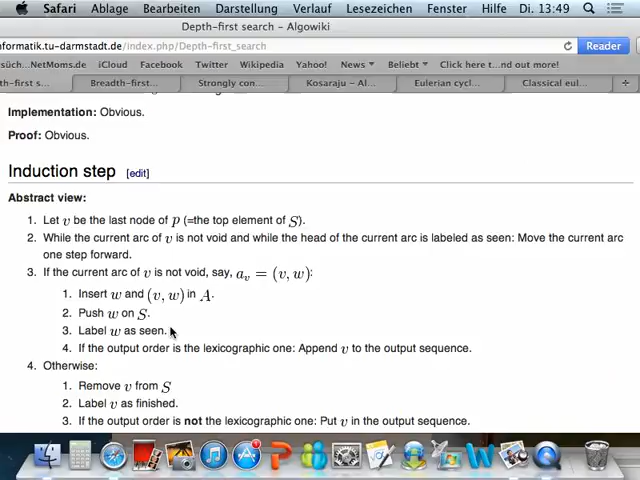 Safari Ablage Bearbeiten Darstellung Verlauf Lesezeichen Fenster Hilfe Di. 13:49
Depth-first search - Algowiki
nformatik.tu-darmstadt.de/index.php/Depth-first_search
Reader
süch... NetMoms.de iCloud Facebook Twitter Wikipedia Yahoo! News Beliebt Click here t...nd out more!
th-first s... Breadth-first... Strongly con... Kosaraju - Al... Eulerian cycl... Classical eul...
Implementation: Obvious.
Proof: Obvious.
Induction step [edit]
Abstract view:
1. Let v be the last node of p (=the top element of S).
2. While the current arc of v is not void and while the head of the current arc is labeled as seen: Move the current arc
one step forward.
3. If the current arc of v is not void, say, a_v = (v, w):
1. Insert w and (v, w) in A.
2. Push w on S.
3. Label w as seen.
4. If the output order is the lexicographic one: Append v to the output sequence.
4. Otherwise:
1. Remove v from S
2. Label v as finished.
3. If the output order is not the lexicographic one: Put v in the output sequence.